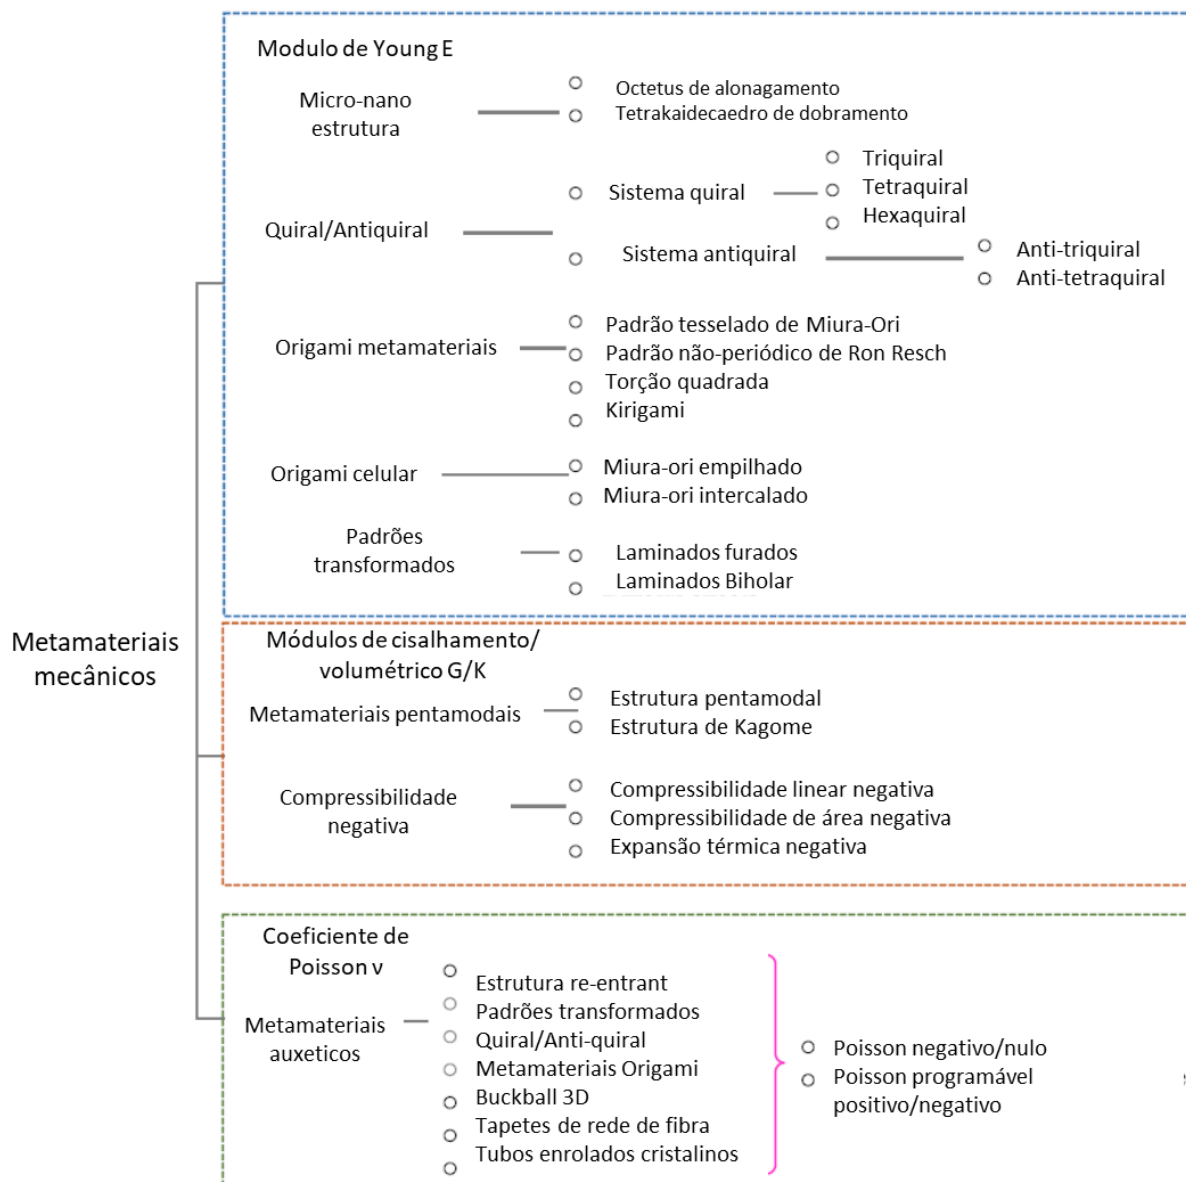 Modulo de Young E
Micro-nano
estrutura
Octetus de alonagamento
Tetrakaidecaedro de dobramento
Quiral/Antiquiral
Sistema quiral
Triquiral
Tetraquiral
Hexaquiral
Sistema antiquiral
Anti-triquiral
Anti-tetraquiral
Origami metamateriais
Padrão tesselado de Miura-Ori
Padrão não-periódico de Ron Resch
Torção quadrada
Kirigami
Origami celular
Miura-ori empilhado
Miura-ori intercalado
Padrões
transformados
Laminados furados
Laminados Biholar
Metamateriais
mecânicos
Módulos de cisalhamento/
volumétrico G/K
Metamateriais pentamodais
Estrutura pentamodal
Estrutura de Kagome
Compressibilidade
negativa
Compressibilidade linear negativa
Compressibilidade de área negativa
Expansão térmica negativa
Coeficiente de
Poisson ν
Metamateriais
auxeticos
Estrutura re-entrant
Padrões transformados
Quiral/Anti-quiral
Metamateriais Origami
Buckball 3D
Tapetes de rede de fibra
Tubos enrolados cristalinos
Poisson negativo/nulo
Poisson programável
positivo/negativo